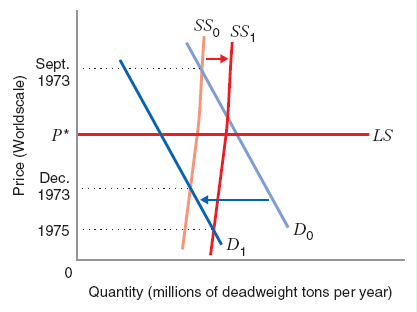 SS0 SS1
Sept.
1973
P*
LS
Dec.
1973
1975
D1
D0
0
Price (Worldscale)
Quantity (millions of deadweight tons per year)